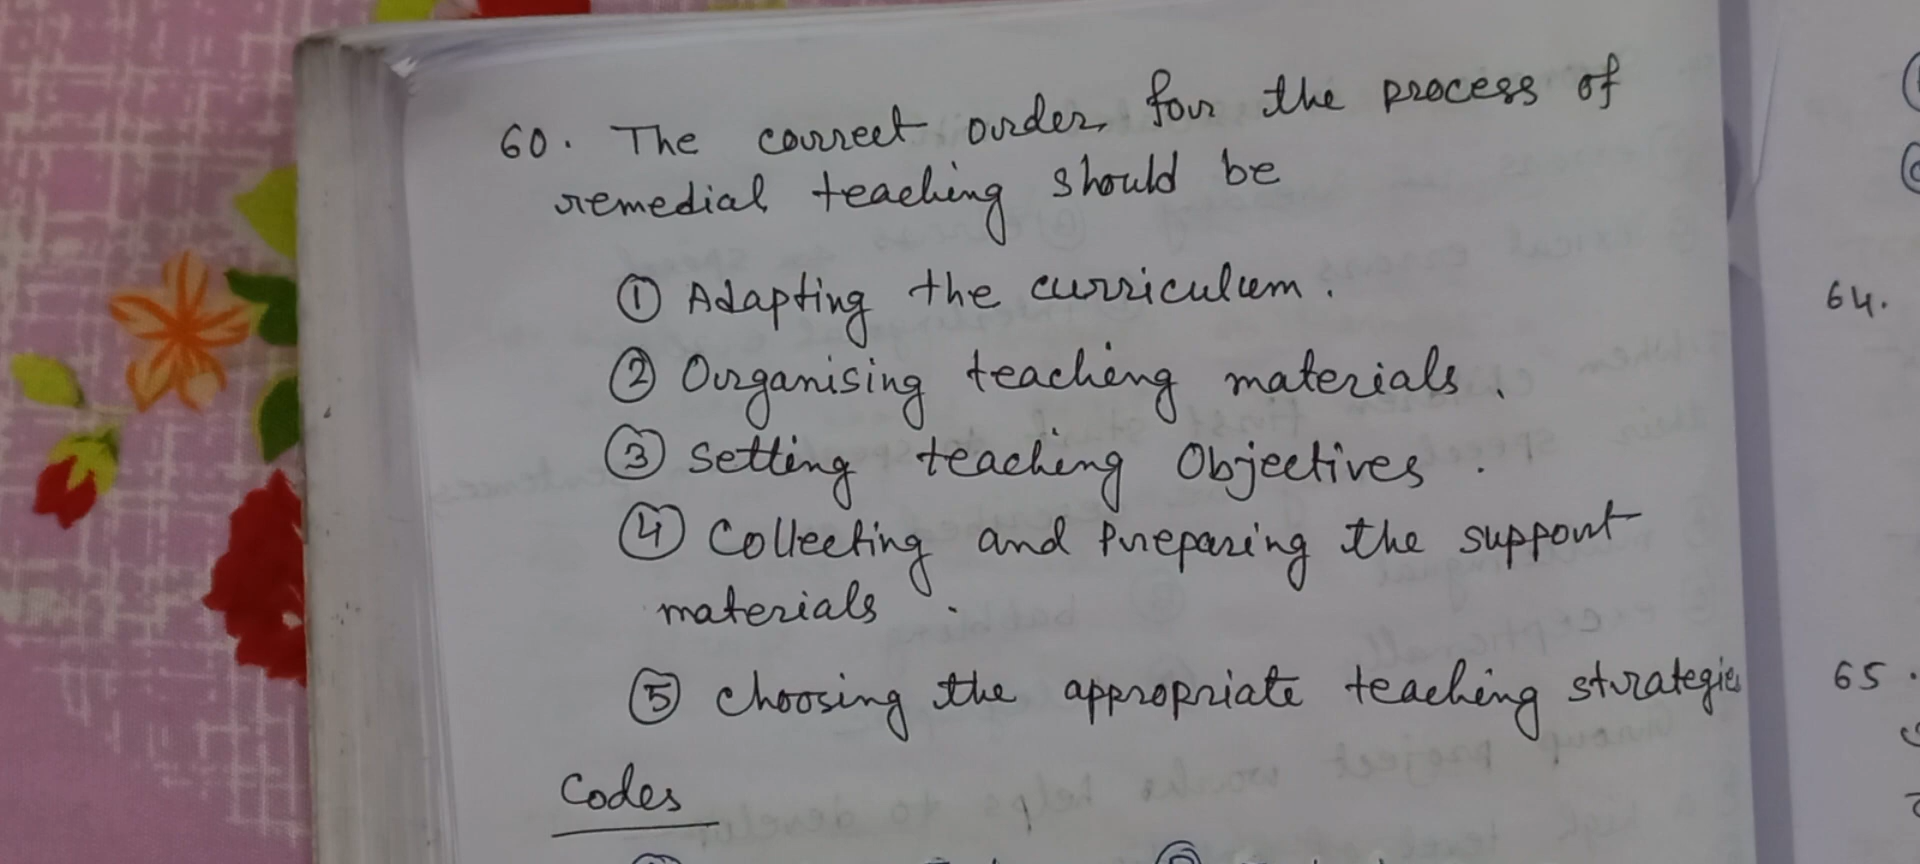 60. The correct order for the process of
remedial teaching should be
① Adapting the curriculum.
② Organising teaching materials.
③ setting teaching Objectives.
④ Collecting and Preparing the support
materials.
⑤ choosing the appropriate teaching strategies
Codes
64.
65.